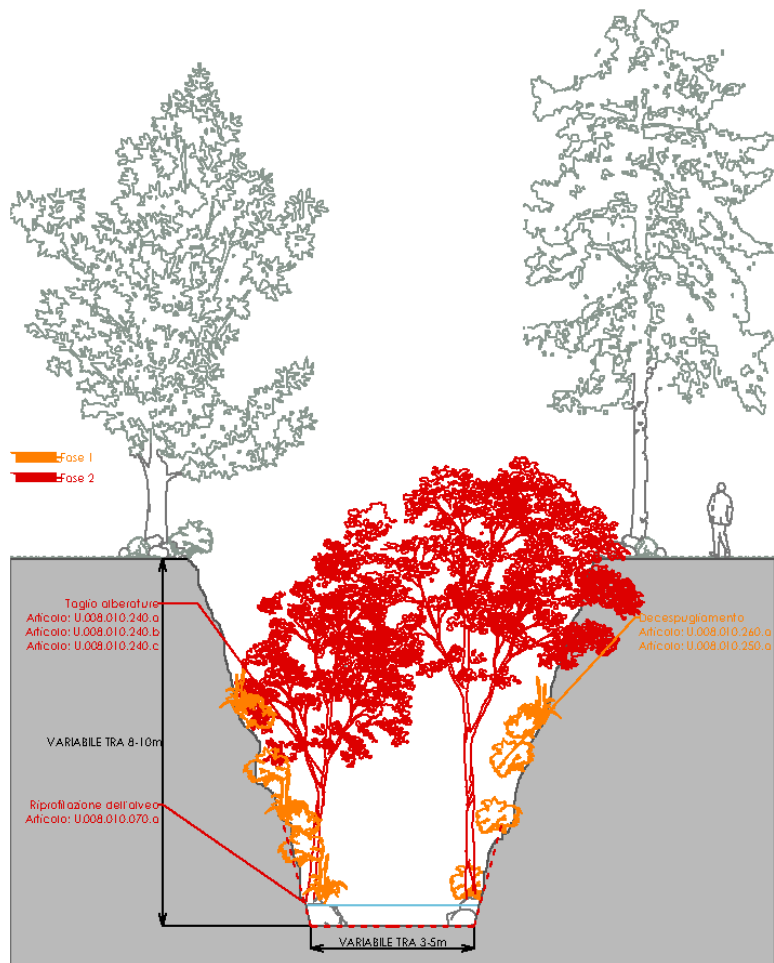 Fase 1
Fase 2
Taglio alberature
Articolo: U.008.010.240.a
Articolo: U.008.010.240.b
Articolo: U.008.010.240.c
Decespugliamento
Articolo: U.008.010.260.a
Articolo: U.008.010.250.a
VARIABILE TRA 8-10m
Riprofilazione dell'alveo
Articolo: U.008.010.070.a
VARIABILE TRA 3-5m